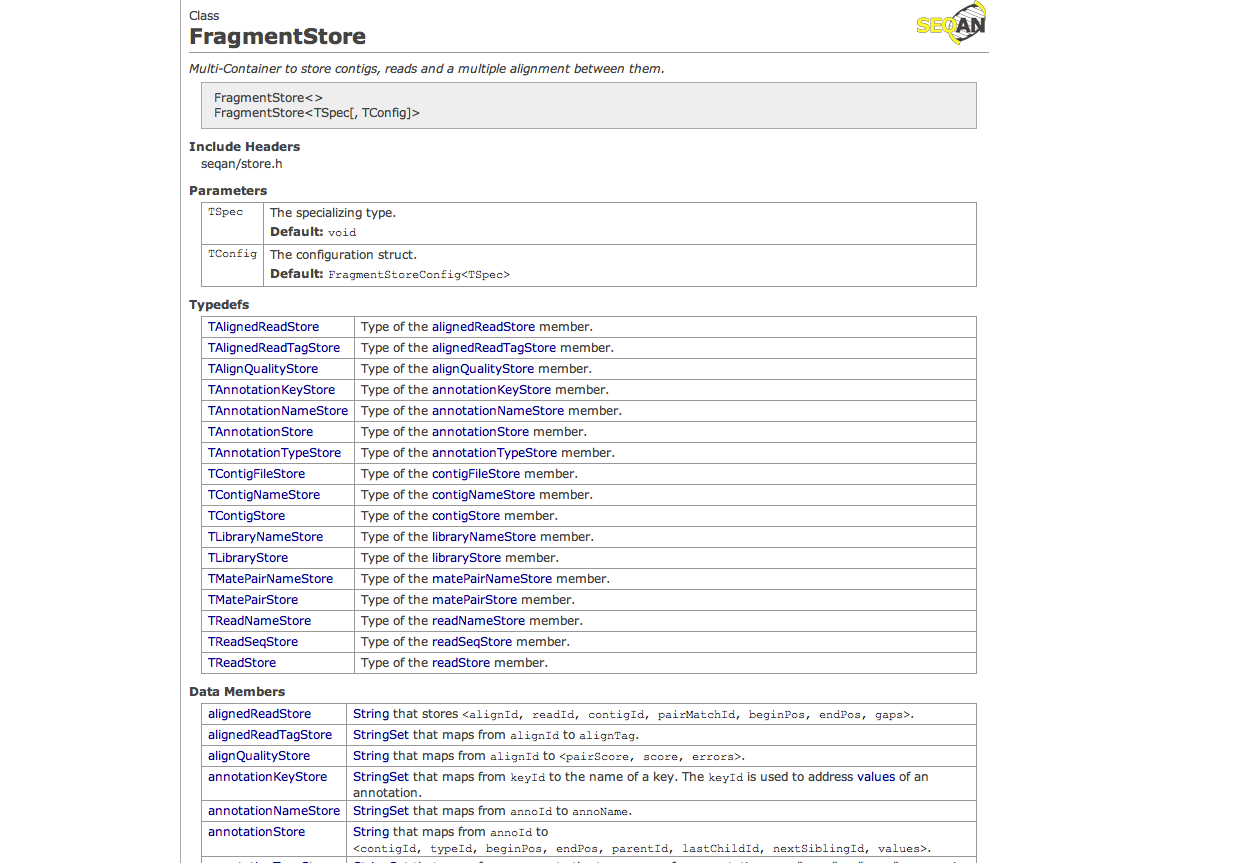 Class
SEQAN
FragmentStore
Multi-Container to store contigs, reads and a multiple alignment between them.
FragmentStore<>
FragmentStore<TSpec[, TConfig]>
Include Headers
seqan/store.h
Parameters
TSpec The specializing type.
Default: void
TConfig The configuration struct.
Default: FragmentStoreConfig<TSpec>
Typedefs
TAlignedReadStore Type of the alignedReadStore member.
TAlignedReadTagStore Type of the alignedReadTagStore member.
TAlignQualityStore Type of the alignQualityStore member.
TAnnotationKeyStore Type of the annotationKeyStore member.
TAnnotationNameStore Type of the annotationNameStore member.
TAnnotationStore Type of the annotationStore member.
TAnnotationTypeStore Type of the annotationTypeStore member.
TContigFileStore Type of the contigFileStore member.
TContigNameStore Type of the contigNameStore member.
TContigStore Type of the contigStore member.
TLibraryNameStore Type of the libraryNameStore member.
TLibraryStore Type of the libraryStore member.
TMatePairNameStore Type of the matePairNameStore member.
TMatePairStore Type of the matePairStore member.
TReadNameStore Type of the readNameStore member.
TReadSeqStore Type of the readSeqStore member.
TReadStore Type of the readStore member.
Data Members
alignedReadStore String that stores <alignId, readId, contigId, pairMatchId, beginPos, endPos, gaps>.
alignedReadTagStore StringSet that maps from alignId to alignTag.
alignQualityStore String that maps from alignId to <pairScore, score, errors>.
annotationKeyStore StringSet that maps from keyId to the name of a key. The keyId is used to address values of an
annotation.
annotationNameStore StringSet that maps from annoId to annoName.
annotationStore String that maps from annoId to
<contigId, typeId, beginPos, endPos, parentId, lastChildId, nextSiblingId, values>.